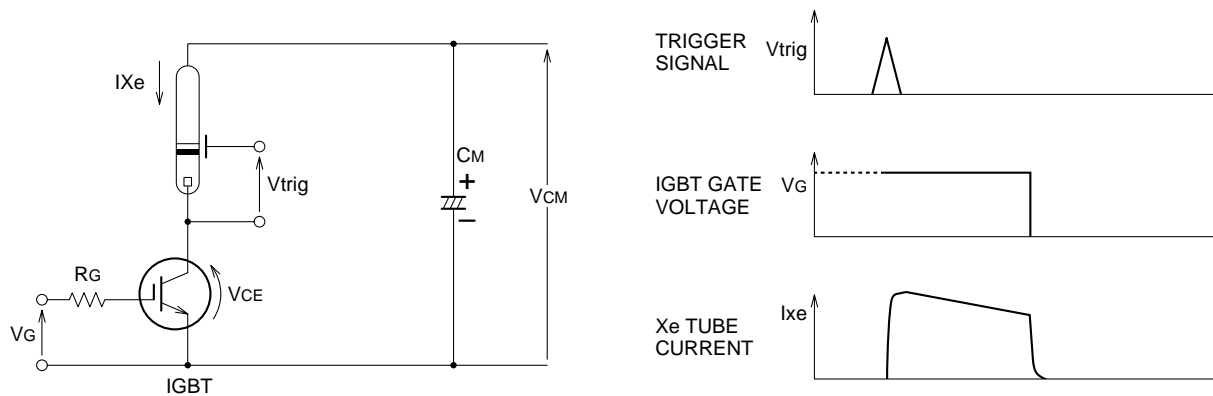 IXe
Vtrig
CM
+
–
VCM
RG
VCE
VG
IGBT
TRIGGER
SIGNAL
Vtrig
IGBT GATE
VOLTAGE
VG
Xe TUBE
CURRENT
Ixe